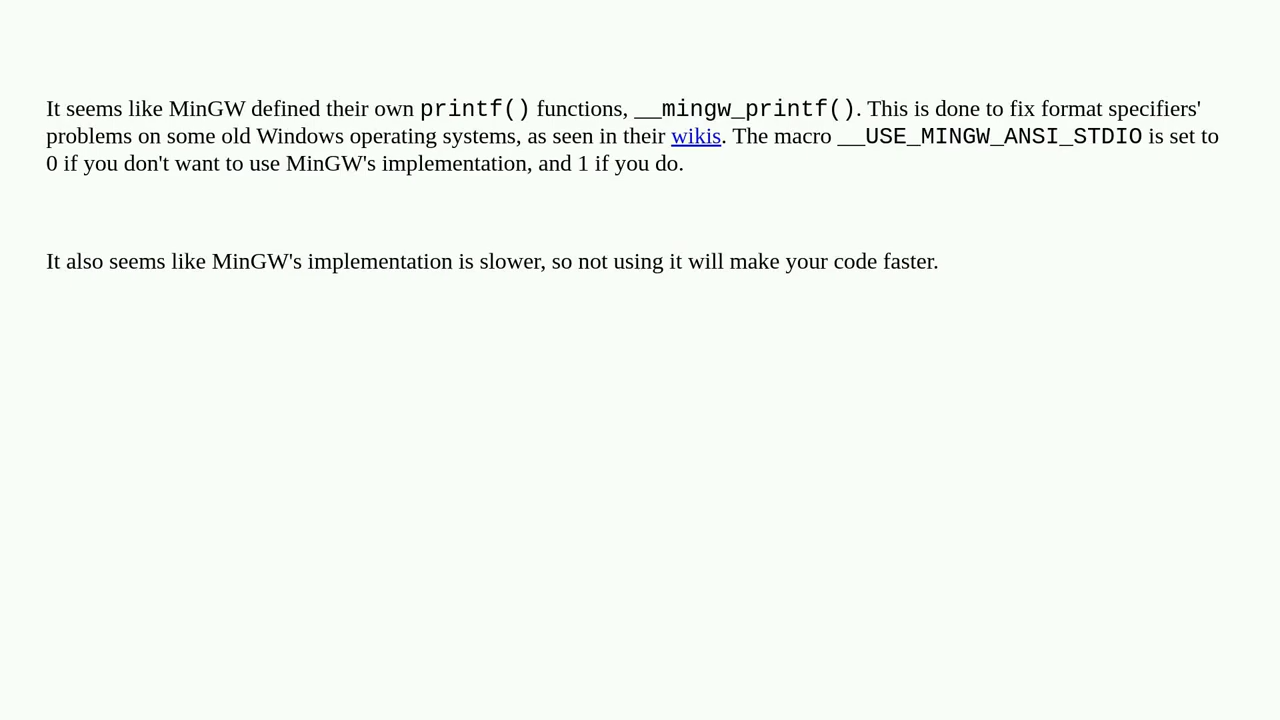 It seems like MinGW defined their own printf() functions, __mingw_printf(). This is done to fix format specifiers'
problems on some old Windows operating systems, as seen in their wikis. The macro __USE_MINGW_ANSI_STDIO is set to
0 if you don't want to use MinGW's implementation, and 1 if you do.
It also seems like MinGW's implementation is slower, so not using it will make your code faster.